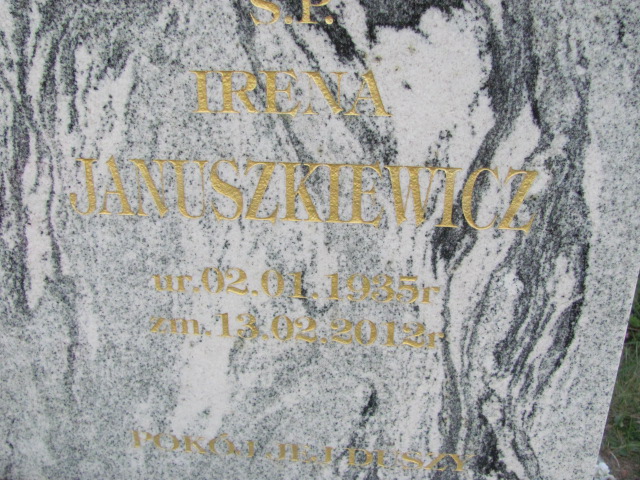 Ś.P.
IRENA
JANUSZKIEWICZ
ur.02.01.1935r
zm.13.02.2012r
POKÓJ JEJ DUSZY